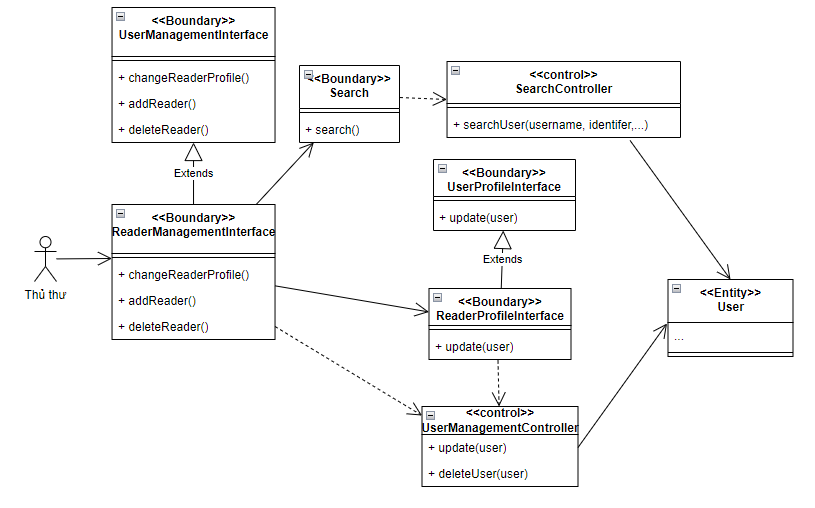 <<Boundary>>
UserManagementInterface
+ changeReaderProfile()
+ addReader()
+ deleteReader()
<<Boundary>>
Search
+ search()
<<control>>
SearchController
+ searchUser(username, identifer,...)
Extends
<<Boundary>>
UserProfileInterface
+ update(user)
Extends
<<Boundary>>
ReaderManagementInterface
+ changeReaderProfile()
+ addReader()
+ deleteReader()
Thủ thư
<<Boundary>>
ReaderProfileInterface
+ update(user)
<<Entity>>
User
...
<<control>>
UserManagementController
+ update(user)
+ deleteUser(user)